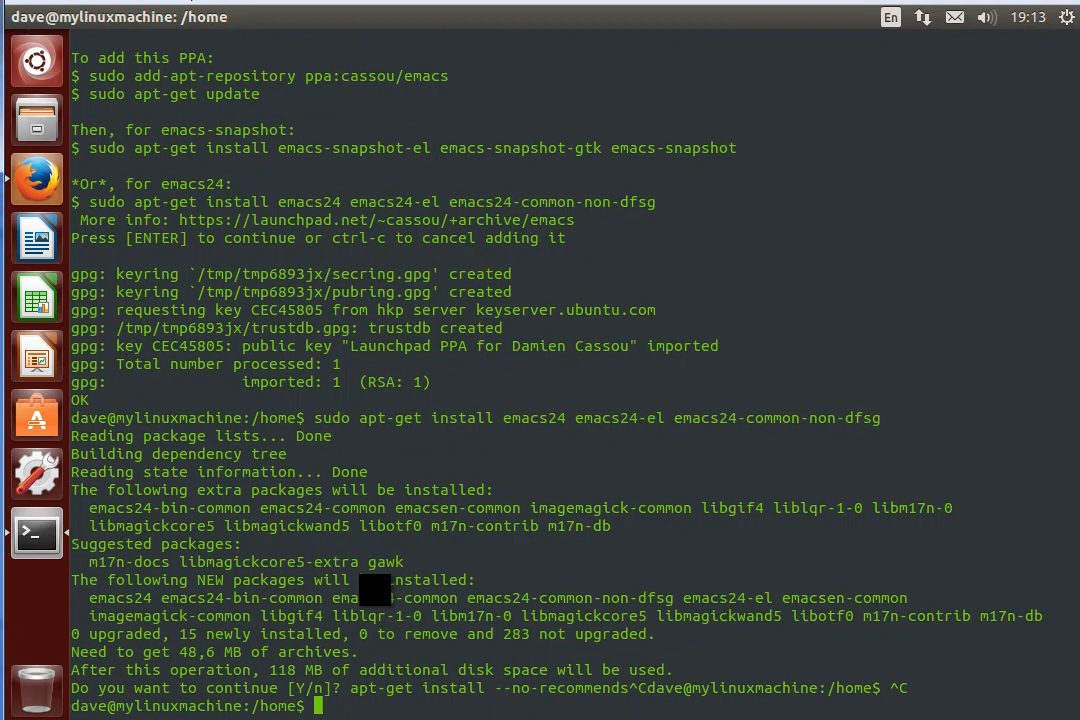 dave@mylinuxmachine: /home
En
19:13
To add this PPA:
$ sudo add-apt-repository ppa:cassou/emacs
$ sudo apt-get update
Then, for emacs-snapshot:
$ sudo apt-get install emacs-snapshot-el emacs-snapshot-gtk emacs-snapshot
*Or*, for emacs24:
$ sudo apt-get install emacs24 emacs24-el emacs24-common-non-dfsg
More info: https://launchpad.net/~cassou/+archive/emacs
Press [ENTER] to continue or ctrl-c to cancel adding it
gpg: keyring `/tmp/tmp6893jx/secring.gpg' created
gpg: keyring `/tmp/tmp6893jx/pubring.gpg' created
gpg: requesting key CEC45805 from hkp server keyserver.ubuntu.com
gpg: /tmp/tmp6893jx/trustdb.gpg: trustdb created
gpg: key CEC45805: public key "Launchpad PPA for Damien Cassou" imported
gpg: Total number processed: 1
gpg: imported: 1 (RSA: 1)
OK
dave@mylinuxmachine:/home$ sudo apt-get install emacs24 emacs24-el emacs24-common-non-dfsg
Reading package lists... Done
Building dependency tree
Reading state information... Done
The following extra packages will be installed:
emacs24-bin-common emacs24-common emacsen-common imagemagick-common libgif4 liblqr-1-0 libm17n-0
libmagickcore5 libmagickwand5 libotf0 m17n-contrib m17n-db
Suggested packages:
m17n-docs libmagickcore5-extra gawk
The following NEW packages will
emacs24 emacs24-bin-common emacs24-common-non-dfsg emacs24-el emacsen-common
imagemagick-common libgif4 liblqr-1-0 libm17n-0 libmagickcore5 libmagickwand5 libotf0 m17n-contrib m17n-db
0 upgraded, 15 newly installed, 0 to remove and 283 not upgraded.
Need to get 48,6 MB of archives.
After this operation, 118 MB of additional disk space will be used.
Do you want to continue [Y/n]? apt-get install --no-recommends^Cdave@mylinuxmachine:/home$ ^C
dave@mylinuxmachine:/home$